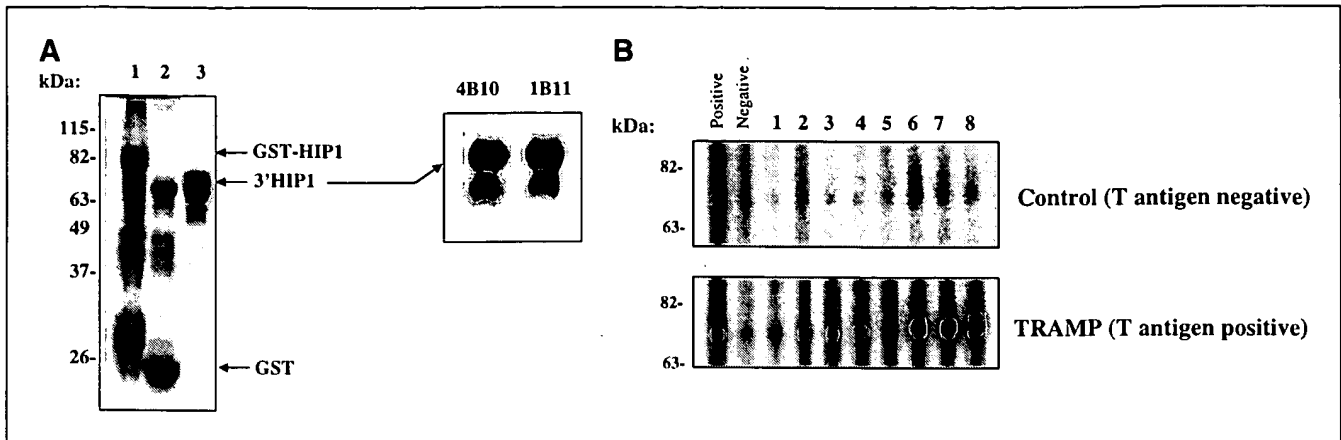 A
kDa:
1 2 3
115-
82-
63-
49
37-
26-
GST-HIP1
3'HIP1
GST
4B10 1B11
B
kDa:
Positive
Negative
1 2 3 4 5 6 7 8
82-
63-
Control (T antigen negative)
82-
63-
TRAMP (T antigen positive)